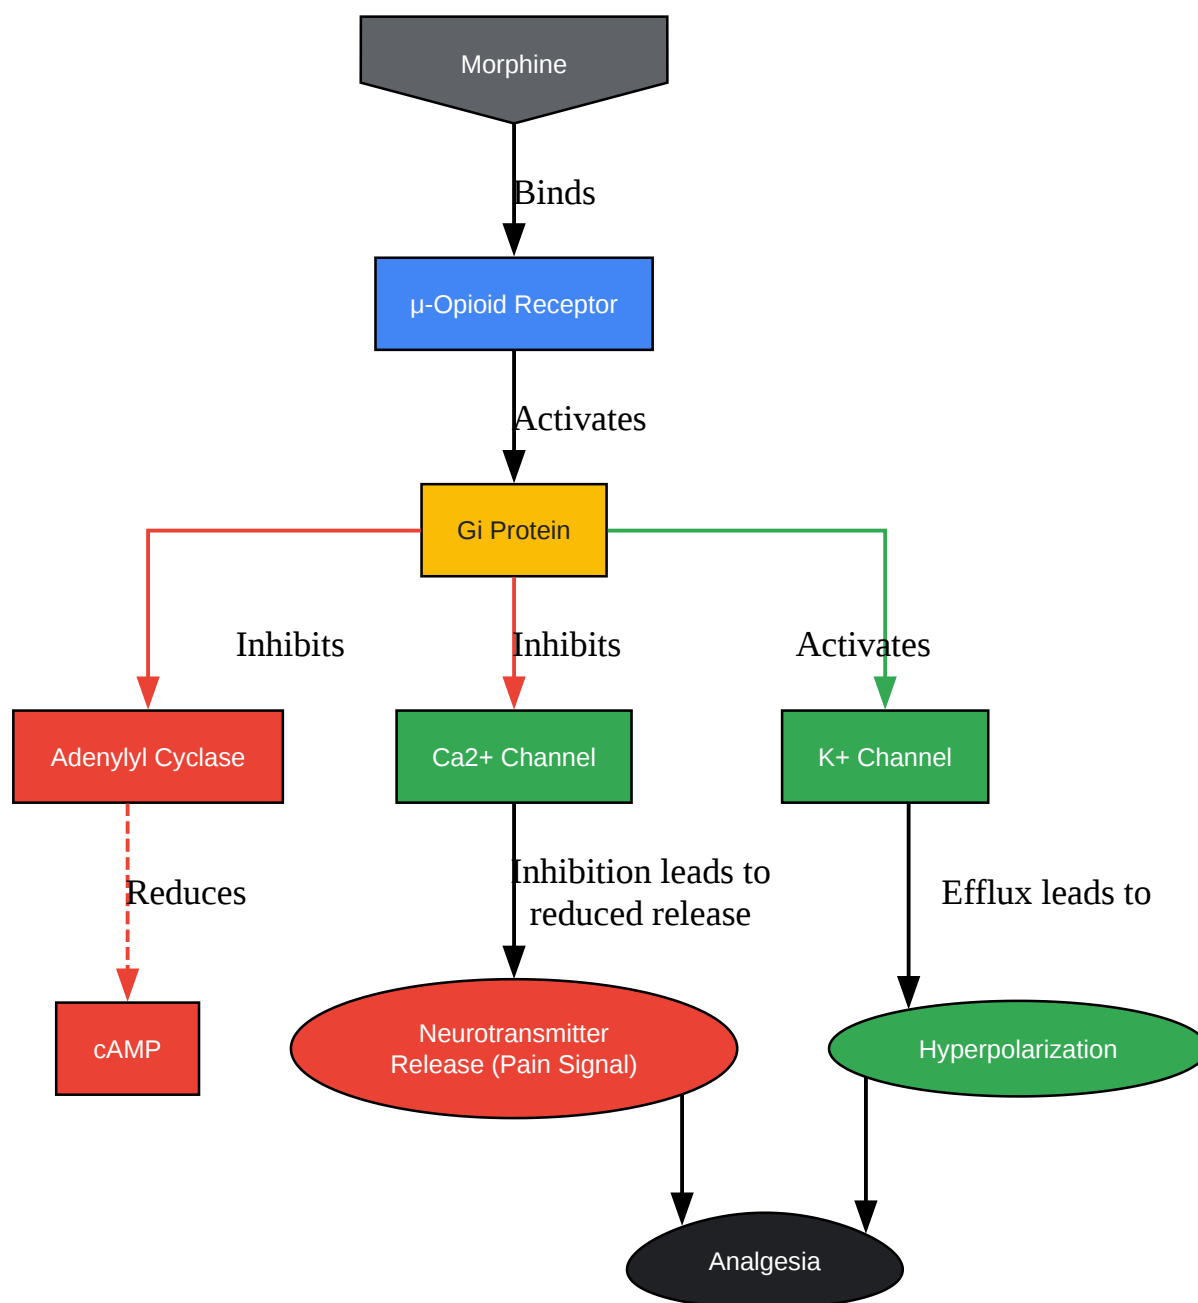 Morphine
Binds
μ-Opioid Receptor
Activates
Gi Protein
Inhibits
Inhibits
Activates
Adenylyl Cyclase
Ca2+ Channel
K+ Channel
Reduces
Inhibition leads to
reduced release
Efflux leads to
cAMP
Neurotransmitter
Release (Pain Signal)
Hyperpolarization
Analgesia